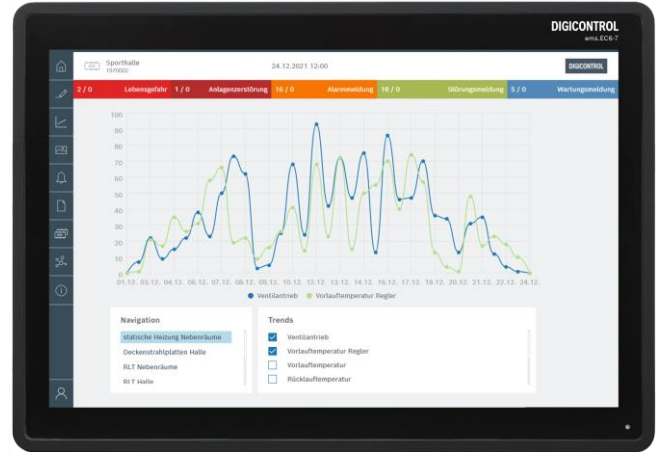 DIGICONTROL
ems.EC6-7
Sporthalle
1970002
24.12.2021 12:00
DIGICONTROL
2 / 0 Lebensgefahr 1 / 0 Anlagenzerstörung 16 / 0 Alarmmeldung 18 / 0 Störungsmeldung 5 / 0 Wartungsmeldung
100
90
80
70
60
50
40
30
20
10
0
01.12. 03.12. 04.12. 06.12. 07.12. 08.12. 09.12. 10.12. 12.12. 13.12. 14.12. 15.12. 16.12. 17.12. 19.12. 20.12. 21.12. 22.12. 23.12. 24.12.
Ventilantrieb Vorlauftemperatur Regler
Navigation
statische Heizung Nebenräume
Deckenstrahlplatten Halle
RLT Nebenräume
RLT Halle
Trends
Ventilantrieb
Vorlauftemperatur Regler
Vorlauftemperatur
Rücklauftemperatur